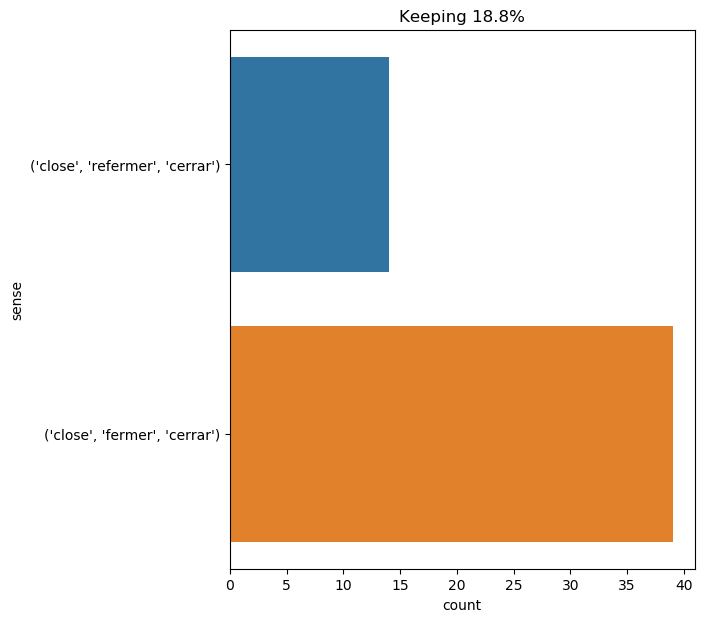 Keeping 18.8%
('close', 'refermer', 'cerrar')
sense
('close', 'fermer', 'cerrar')
0 5 10 15 20 25 30 35 40
count